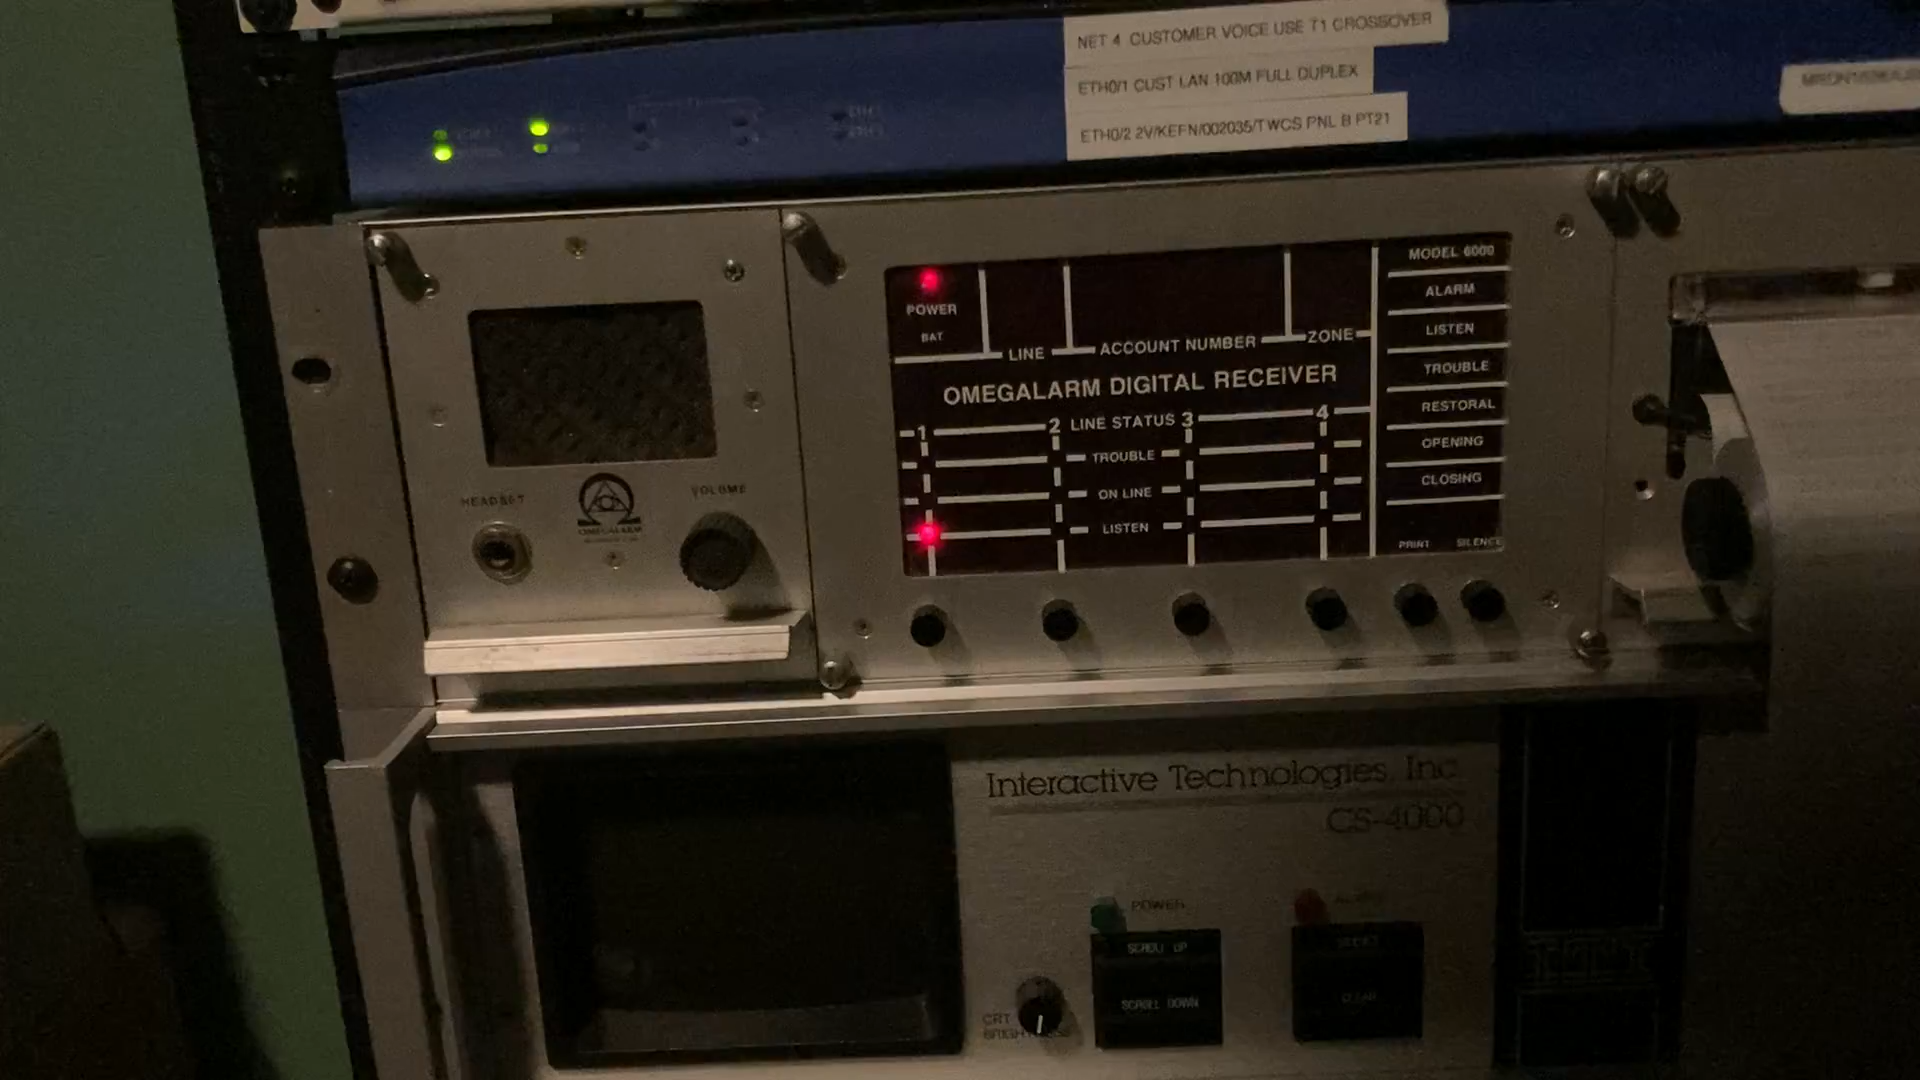 NET 4 CUSTOMER VOICE USE T1 CROSSOVER
ETH0/1 CUST LAN 100M FULL DUPLEX
ETH0/2 2V/KEFN/002035/TWCS PNL B PT21
MODEL 6000
ALARM
LISTEN
TROUBLE
RESTORAL
OPENING
CLOSING
PRINT SILENCE
POWER
BAT
LINE ACCOUNT NUMBER ZONE
OMEGALARM DIGITAL RECEIVER
1 2 LINE STATUS 3 4
TROUBLE
ON LINE
LISTEN
HEADSET
VOLUME
OMEGALARM
Interactive Technologies, Inc
CS-4000
POWER
SCROLL UP
SCROLL DOWN
CLEAR
CRT
BRIGHTNESS